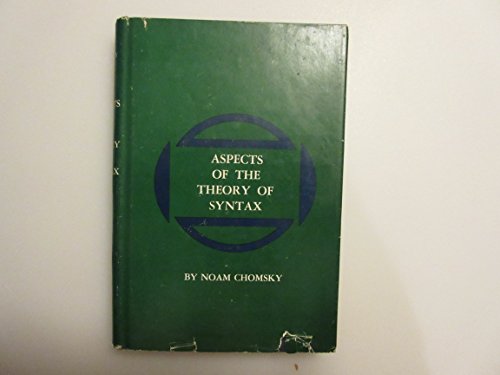 ASPECTS
OF THE
THEORY OF
SYNTAX
BY NOAM CHOMSKY